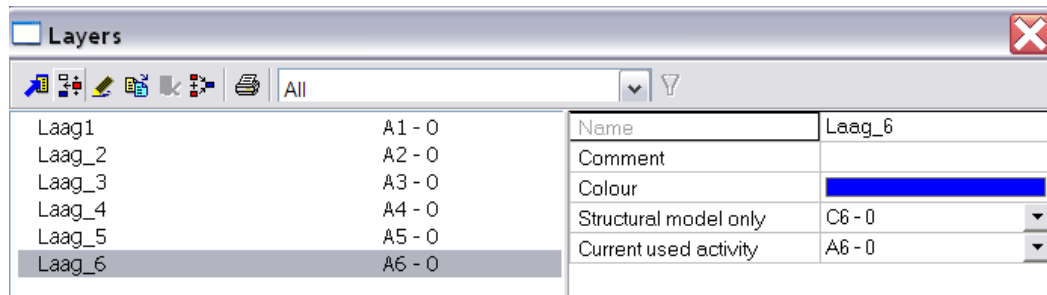 Layers
All
Laag1 A1 - 0
Laag_2 A2 - 0
Laag_3 A3 - 0
Laag_4 A4 - 0
Laag_5 A5 - 0
Laag_6 A6 - 0
Name Laag_6
Comment
Colour
Structural model only C6 - 0
Current used activity A6 - 0